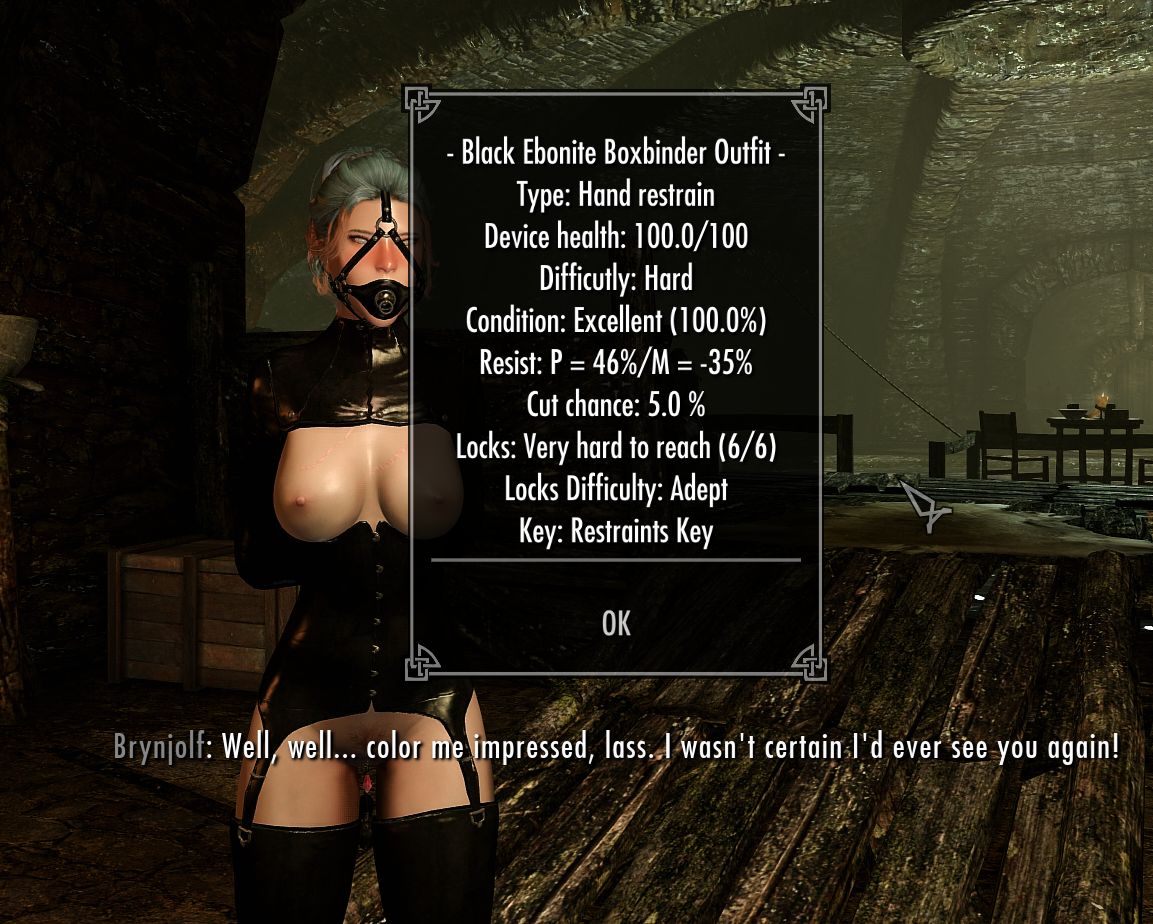 - Black Ebonite Boxbinder Outfit -
Type: Hand restrain
Device health: 100.0/100
Difficutly: Hard
Condition: Excellent (100.0%)
Resist: P = 46%/M = -35%
Cut chance: 5.0 %
Locks: Very hard to reach (6/6)
Locks Difficulty: Adept
Key: Restraints Key
OK
Brynjolf: Well, well... color me impressed, lass. I wasn't certain I'd ever see you again!